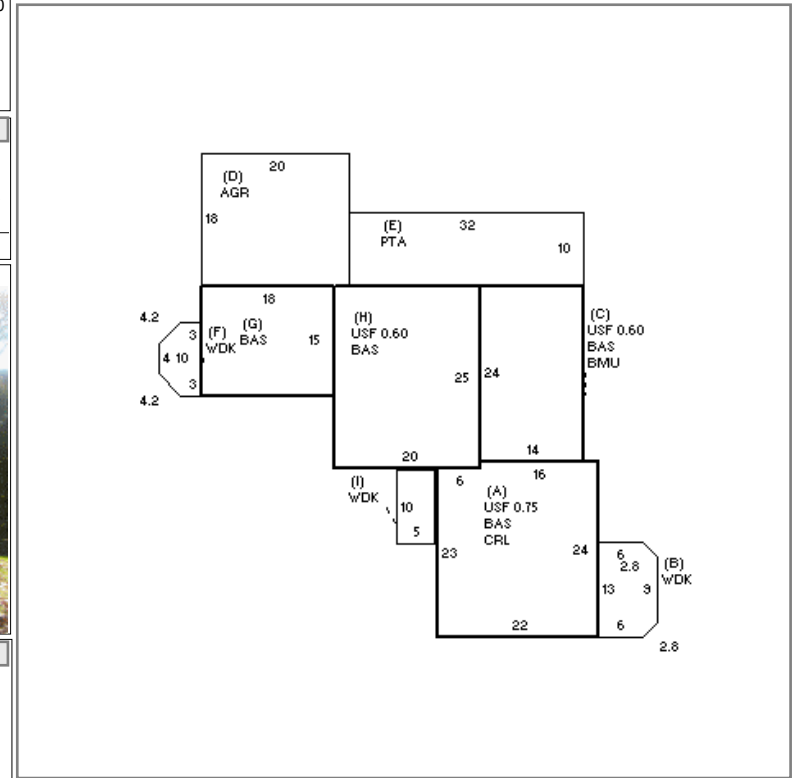 20
(D)
AGR
18
(E)
PTA
32
10
18
(G)
BAS
15
4.2
(F)
WDK
3
4 10
3
4.2
(H)
USF 0.60
BAS
25
20
24
14
(C)
USF 0.60
BAS
BMU
(I)
WDK
10
5
6
16
(A)
USF 0.75
BAS
CRL
23
24
22
6
2.8
13
9
6
(B)
WDK
2.8